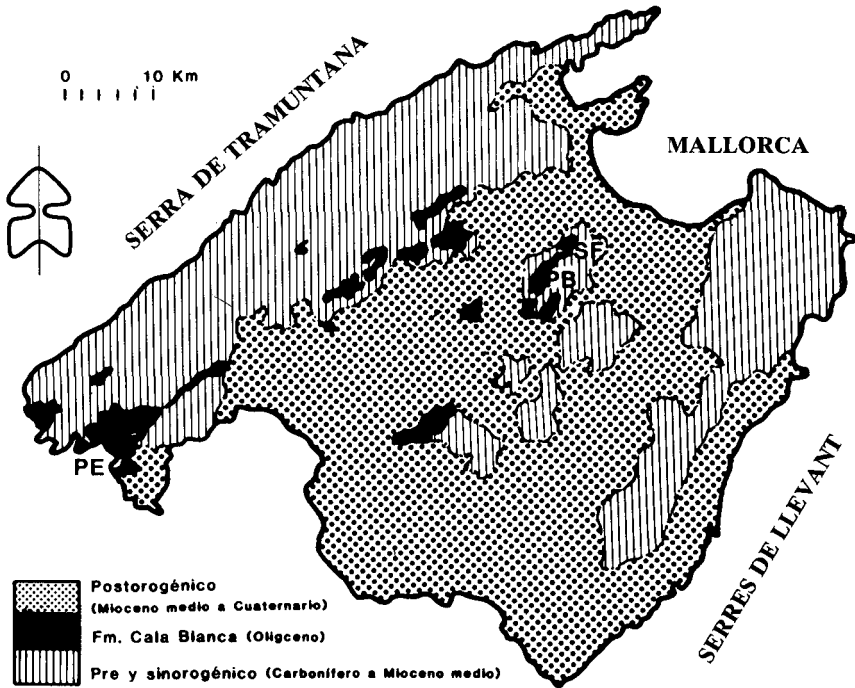 0 10 Km
SERRA DE TRAMUNTANA
MALLORCA
SF
PB
PE
SERRES DE LLEVANT
Postorogénico
(Mioceno medio a Cuaternario)
Fm. Cala Blanca (Oligceno)
Pre y sinorogénico (Carbonífero a Mioceno medio)